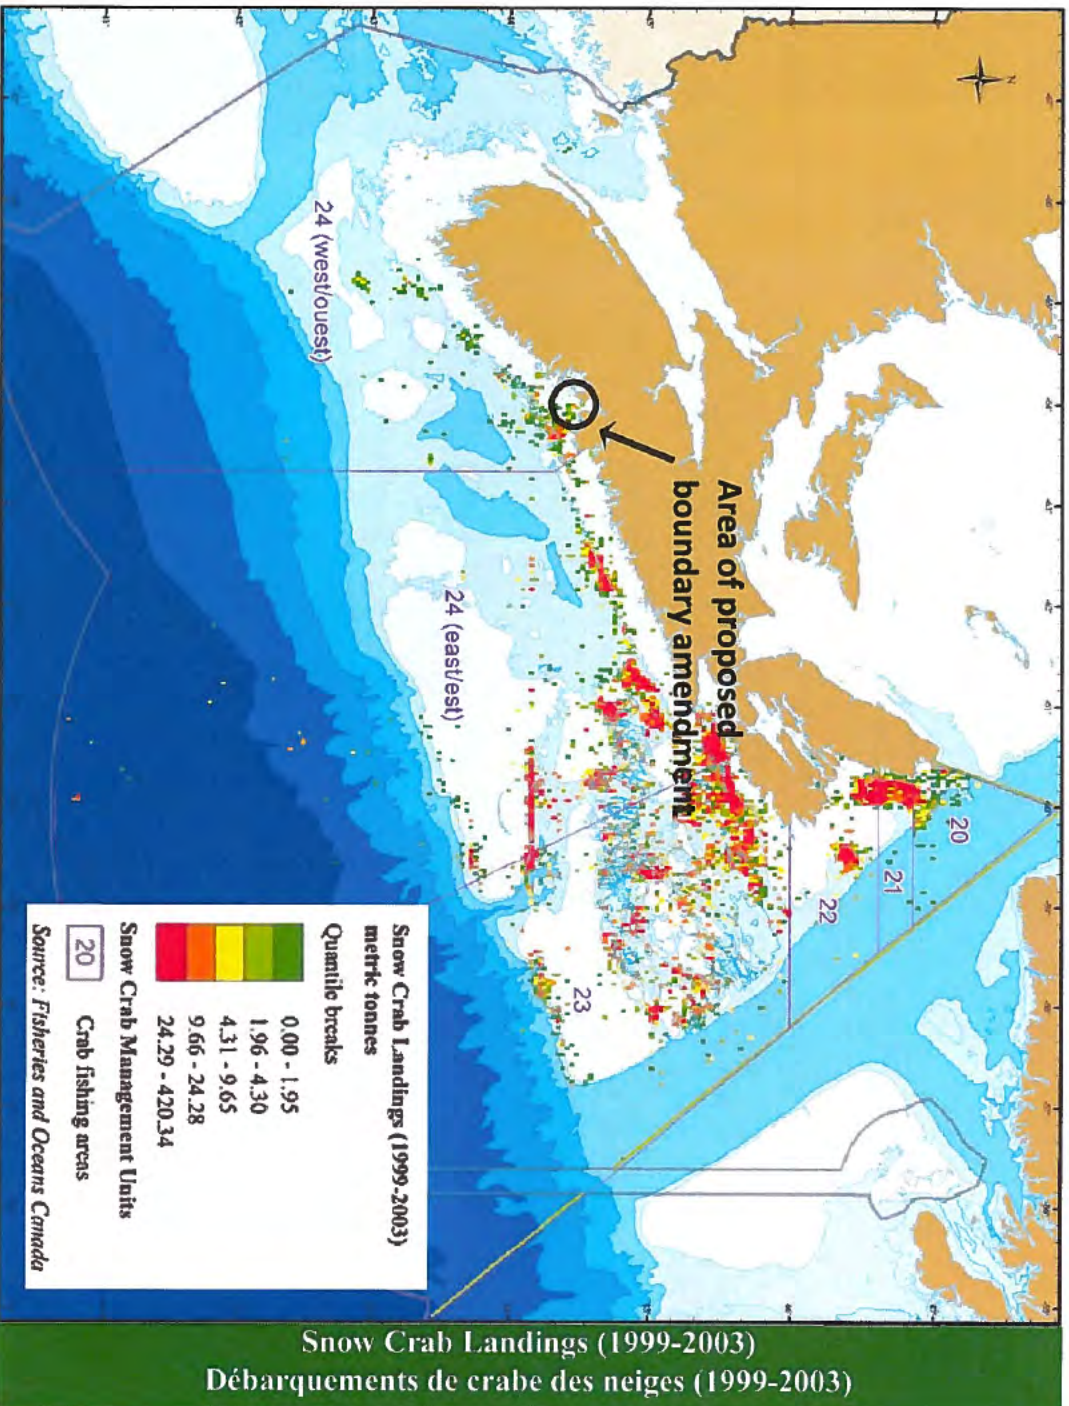 N
20
21
22
23
24 (east/est)
24 (west/ouest)
Area of proposed
boundary amendment
Snow Crab Landings (1999-2003)
metric tonnes
Quantile breaks
0.00 - 1.95
1.96 - 4.30
4.31 - 9.65
9.66 - 24.28
24.29 - 420.34
Snow Crab Management Units
20 Crab fishing areas
Source: Fisheries and Oceans Canada
Snow Crab Landings (1999-2003)
Débarquements de crabe des neiges (1999-2003)